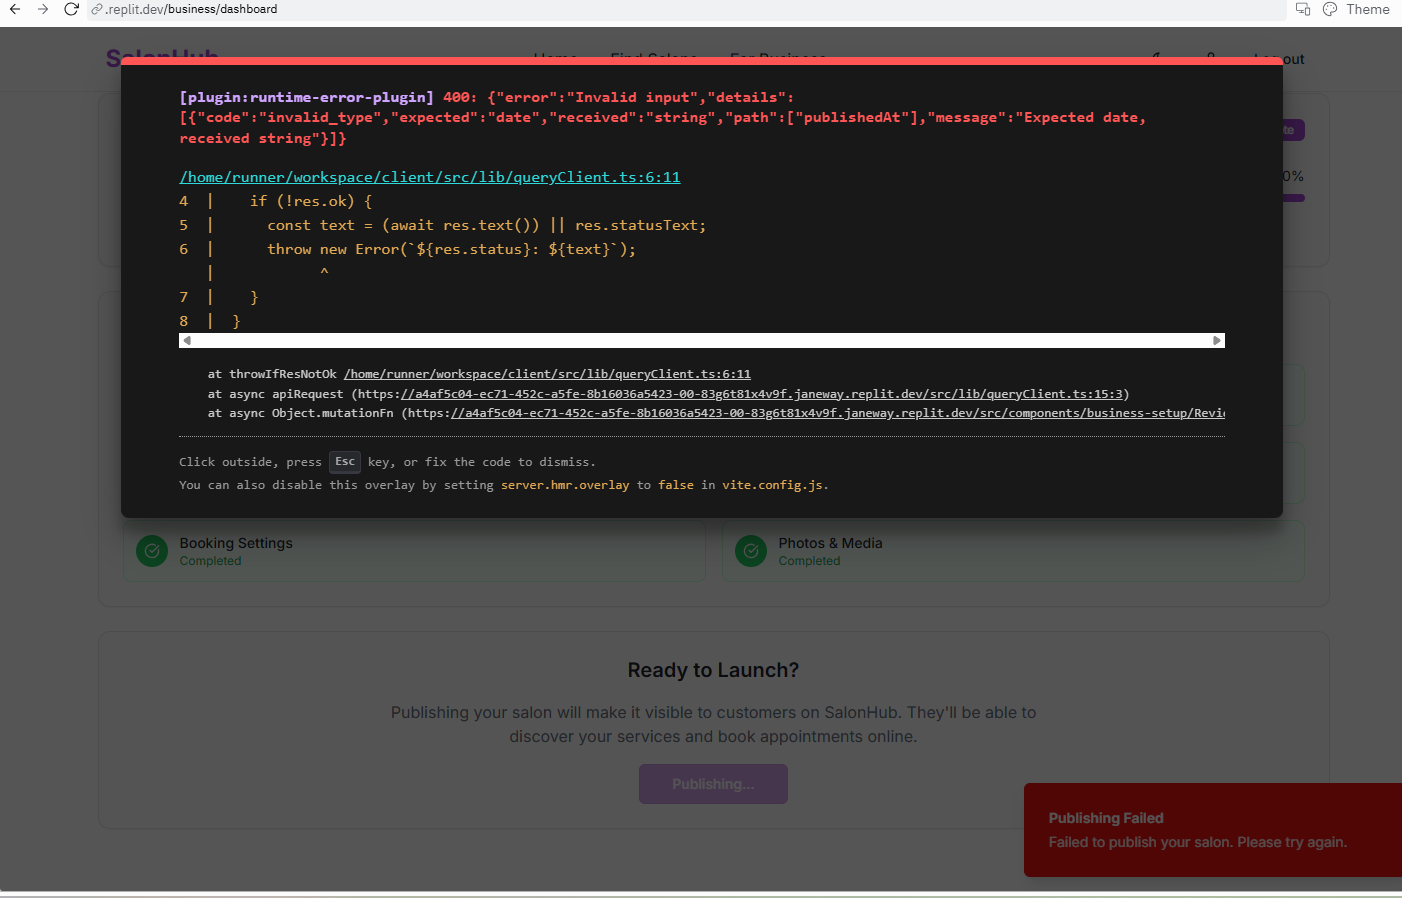 .replit.dev/business/dashboard
Theme
SalonHub
Home
Find Salons
For Business
out
[plugin:runtime-error-plugin] 400: {"error":"Invalid input","details":
[{"code":"invalid_type","expected":"date","received":"string","path":["publishedAt"],"message":"Expected date,
received string"}]}
te
0%
/home/runner/workspace/client/src/lib/queryClient.ts:6:11
4  |    if (!res.ok) {
5  |      const text = (await res.text()) || res.statusText;
6  |      throw new Error(`${res.status}: ${text}`);
   |            ^
7  |    }
8  |  }
at throwIfResNotOk /home/runner/workspace/client/src/lib/queryClient.ts:6:11
at async apiRequest (https://a4af5c04-ec71-452c-a5fe-8b16036a5423-00-83g6t81x4v9f.janeway.replit.dev/src/lib/queryClient.ts:15:3)
at async Object.mutationFn (https://a4af5c04-ec71-452c-a5fe-8b16036a5423-00-83g6t81x4v9f.janeway.replit.dev/src/components/business-setup/Revi
Click outside, press Esc key, or fix the code to dismiss.
You can also disable this overlay by setting server.hmr.overlay to false in vite.config.js.
Booking Settings
Completed
Photos & Media
Completed
Ready to Launch?
Publishing your salon will make it visible to customers on SalonHub. They'll be able to
discover your services and book appointments online.
Publishing...
Publishing Failed
Failed to publish your salon. Please try again.